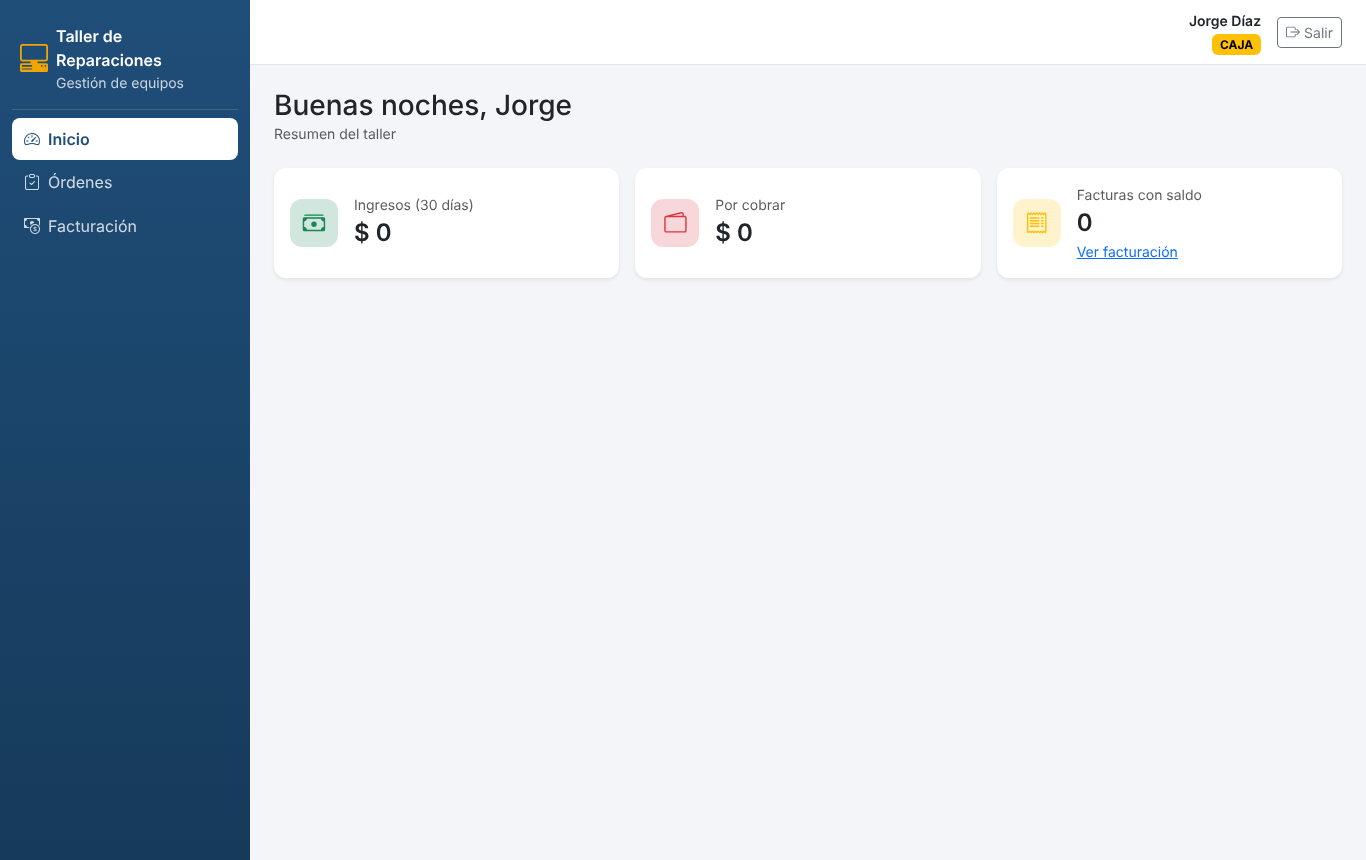 Taller de
Reparaciones
Gestión de equipos
Inicio
Órdenes
Facturación
Jorge Díaz
CAJA
Salir
Buenas noches, Jorge
Resumen del taller
Ingresos (30 días)
$ 0
Por cobrar
$ 0
Facturas con saldo
0
Ver facturación